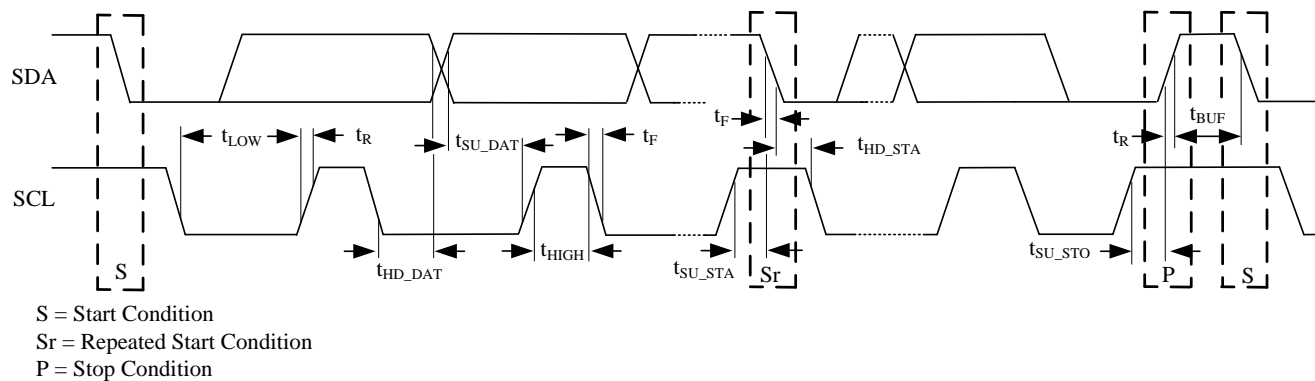 SDA
t_F
t_BUF
t_LOW
t_R
t_SU_DAT
t_F
t_HD_STA
t_R
SCL
t_HD_DAT
t_HIGH
t_SU_STA
t_SU_STO
S
Sr
P
S
S = Start Condition
Sr = Repeated Start Condition
P = Stop Condition